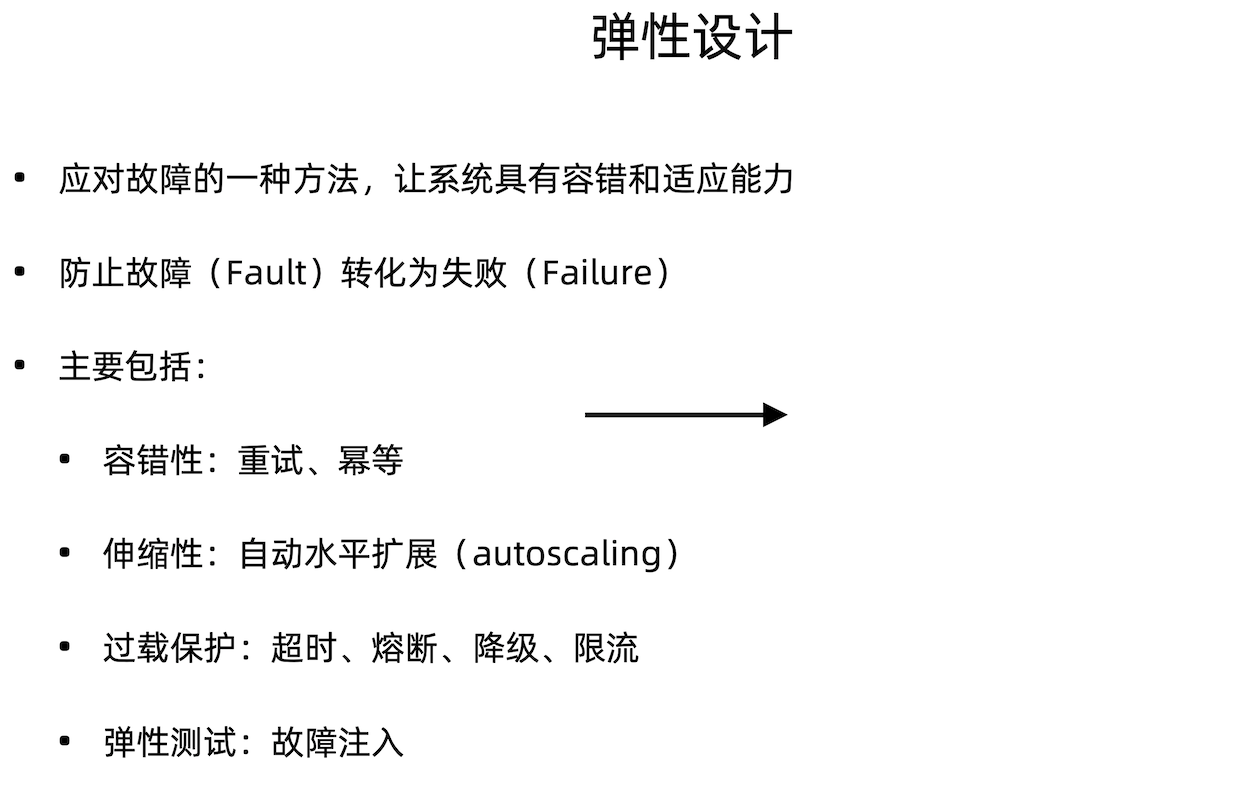 弹性设计
• 应对故障的一种方法，让系统具有容错和适应能力
• 防止故障（Fault）转化为失败（Failure）
• 主要包括：
• 容错性：重试、幂等
• 伸缩性：自动水平扩展（autoscaling）
• 过载保护：超时、熔断、降级、限流
• 弹性测试：故障注入